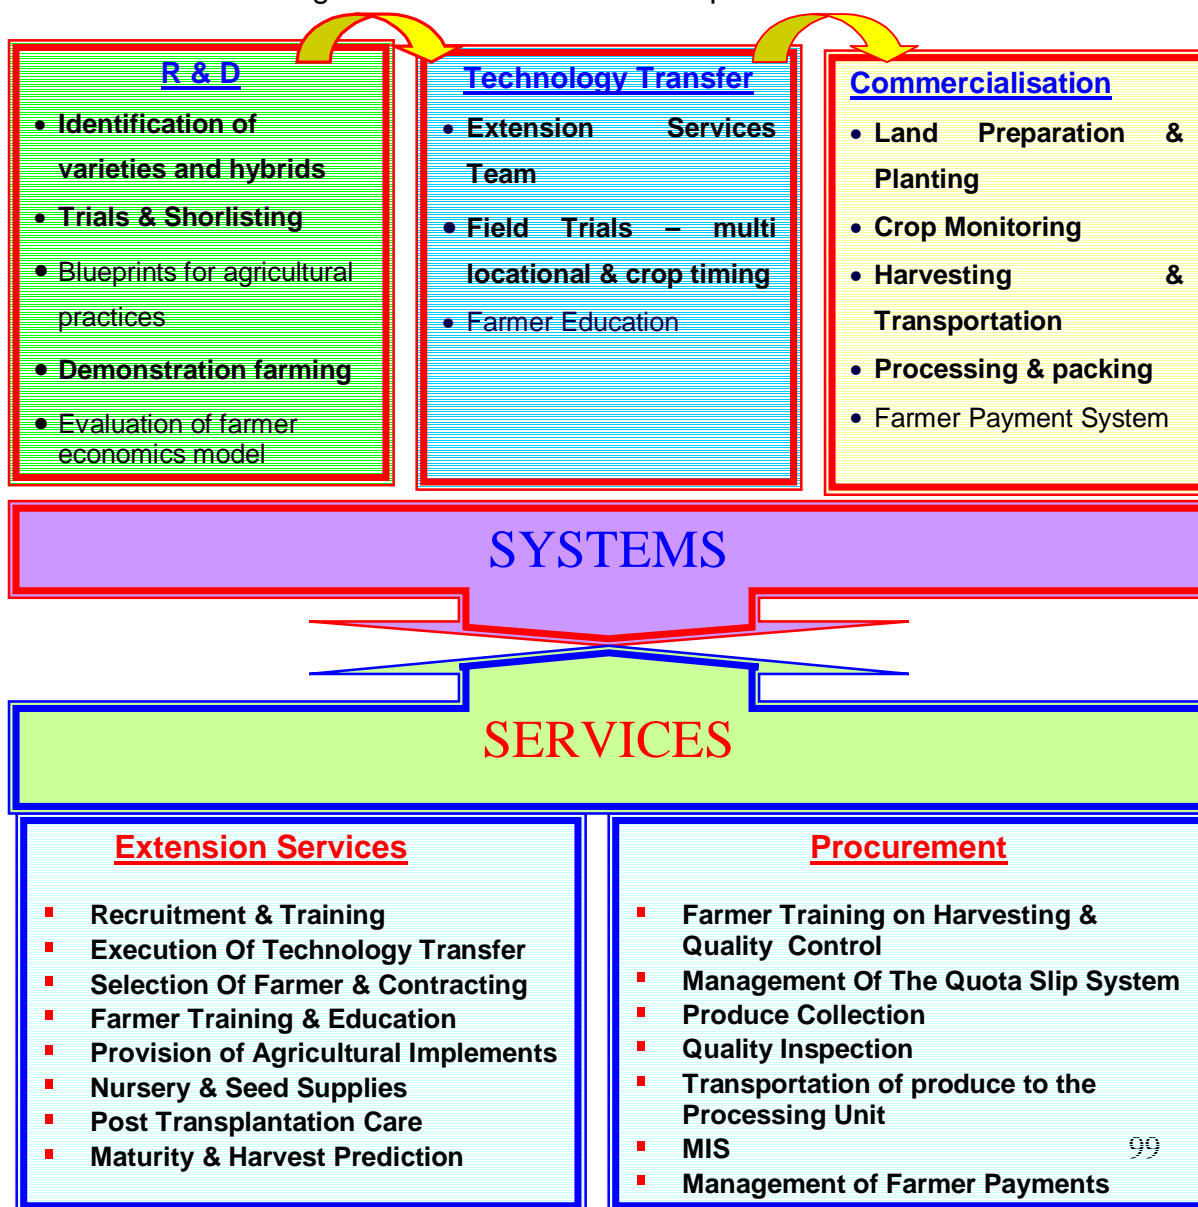 R & D
• Identification of
varieties and hybrids
• Trials & Shorlisting
• Blueprints for agricultural
practices
• Demonstration farming
• Evaluation of farmer
economics model
Technology Transfer
• Extension Services
Team
• Field Trials – multi
locational & crop timing
• Farmer Education
Commercialisation
• Land Preparation &
Planting
• Crop Monitoring
• Harvesting &
Transportation
• Processing & packing
• Farmer Payment System
SYSTEMS
SERVICES
Extension Services
▪ Recruitment & Training
▪ Execution Of Technology Transfer
▪ Selection Of Farmer & Contracting
▪ Farmer Training & Education
▪ Provision of Agricultural Implements
▪ Nursery & Seed Supplies
▪ Post Transplantation Care
▪ Maturity & Harvest Prediction
Procurement
▪ Farmer Training on Harvesting &
Quality Control
▪ Management Of The Quota Slip System
▪ Produce Collection
▪ Quality Inspection
▪ Transportation of produce to the
Processing Unit
▪ MIS
▪ Management of Farmer Payments
99